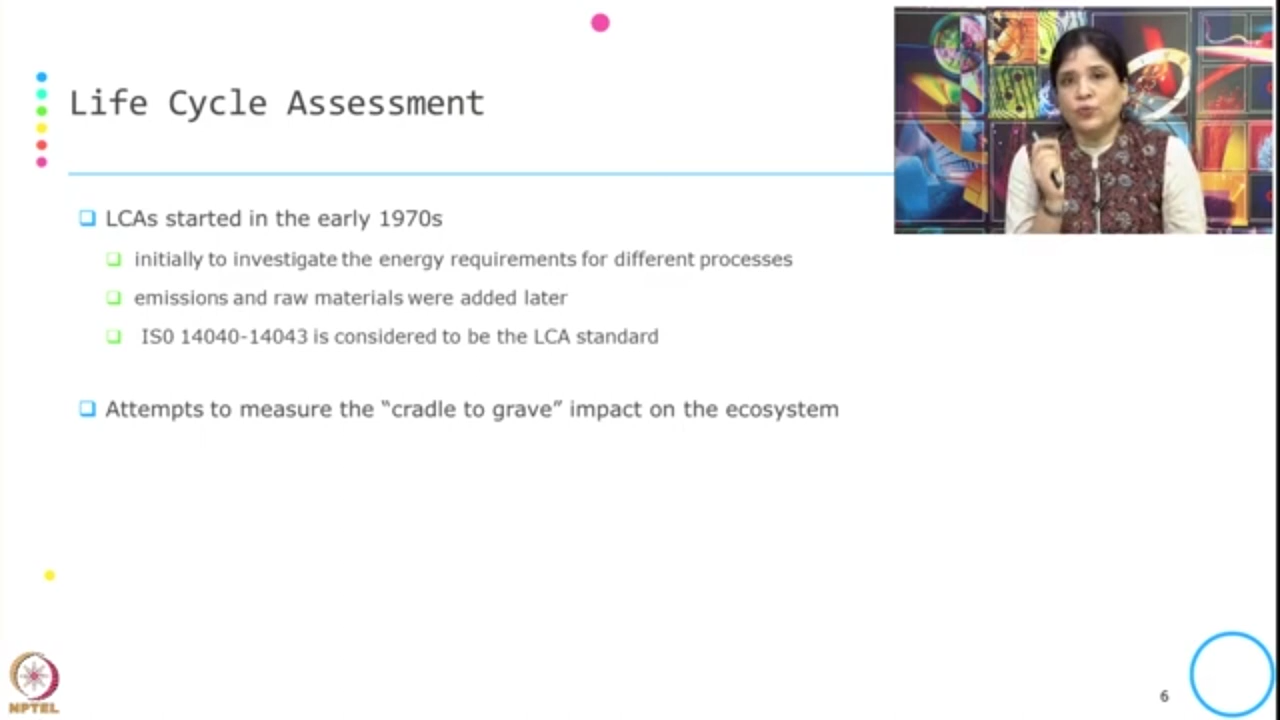 Life Cycle Assessment
LCAs started in the early 1970s
initially to investigate the energy requirements for different processes
emissions and raw materials were added later
IS0 14040-14043 is considered to be the LCA standard
Attempts to measure the “cradle to grave” impact on the ecosystem
NPTEL
6